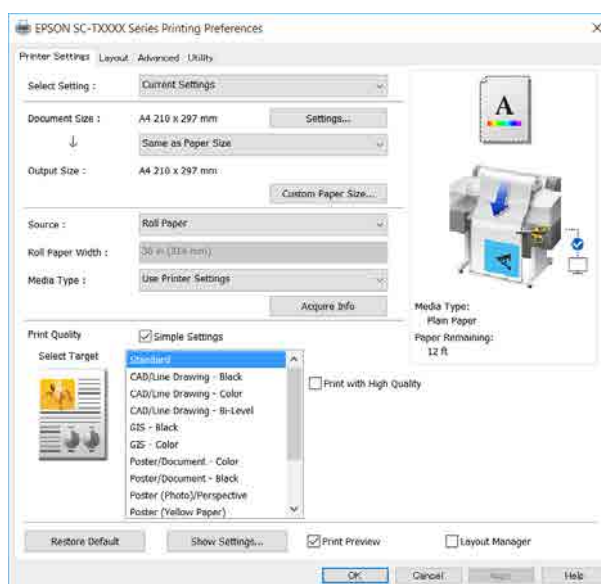 EPSON SC-TXXXX Series Printing Preferences
Printer Settings Layout Advanced Utility
Select Setting : Current Settings
Document Size : A4 210 x 297 mm Settings...
Same as Paper Size
Output Size : A4 210 x 297 mm
Custom Paper Size...
Source : Roll Paper
Roll Paper Width :
Media Type : Use Printer Settings
Acquire Info
A
Media Type:
Plain Paper
Paper Remaining:
12 ft
Print Quality Simple Settings
Select Target
Standard
CAD/Line Drawing - Black
CAD/Line Drawing - Color
CAD/Line Drawing - Bi-Level
GIS - Black
GIS - Color
Poster/Document - Color
Poster/Document - Black
Poster (Photo)/Perspective
Poster (Yellow Paper)
Print with High Quality
Restore Default Show Settings... Print Preview Layout Manager
OK Cancel Help